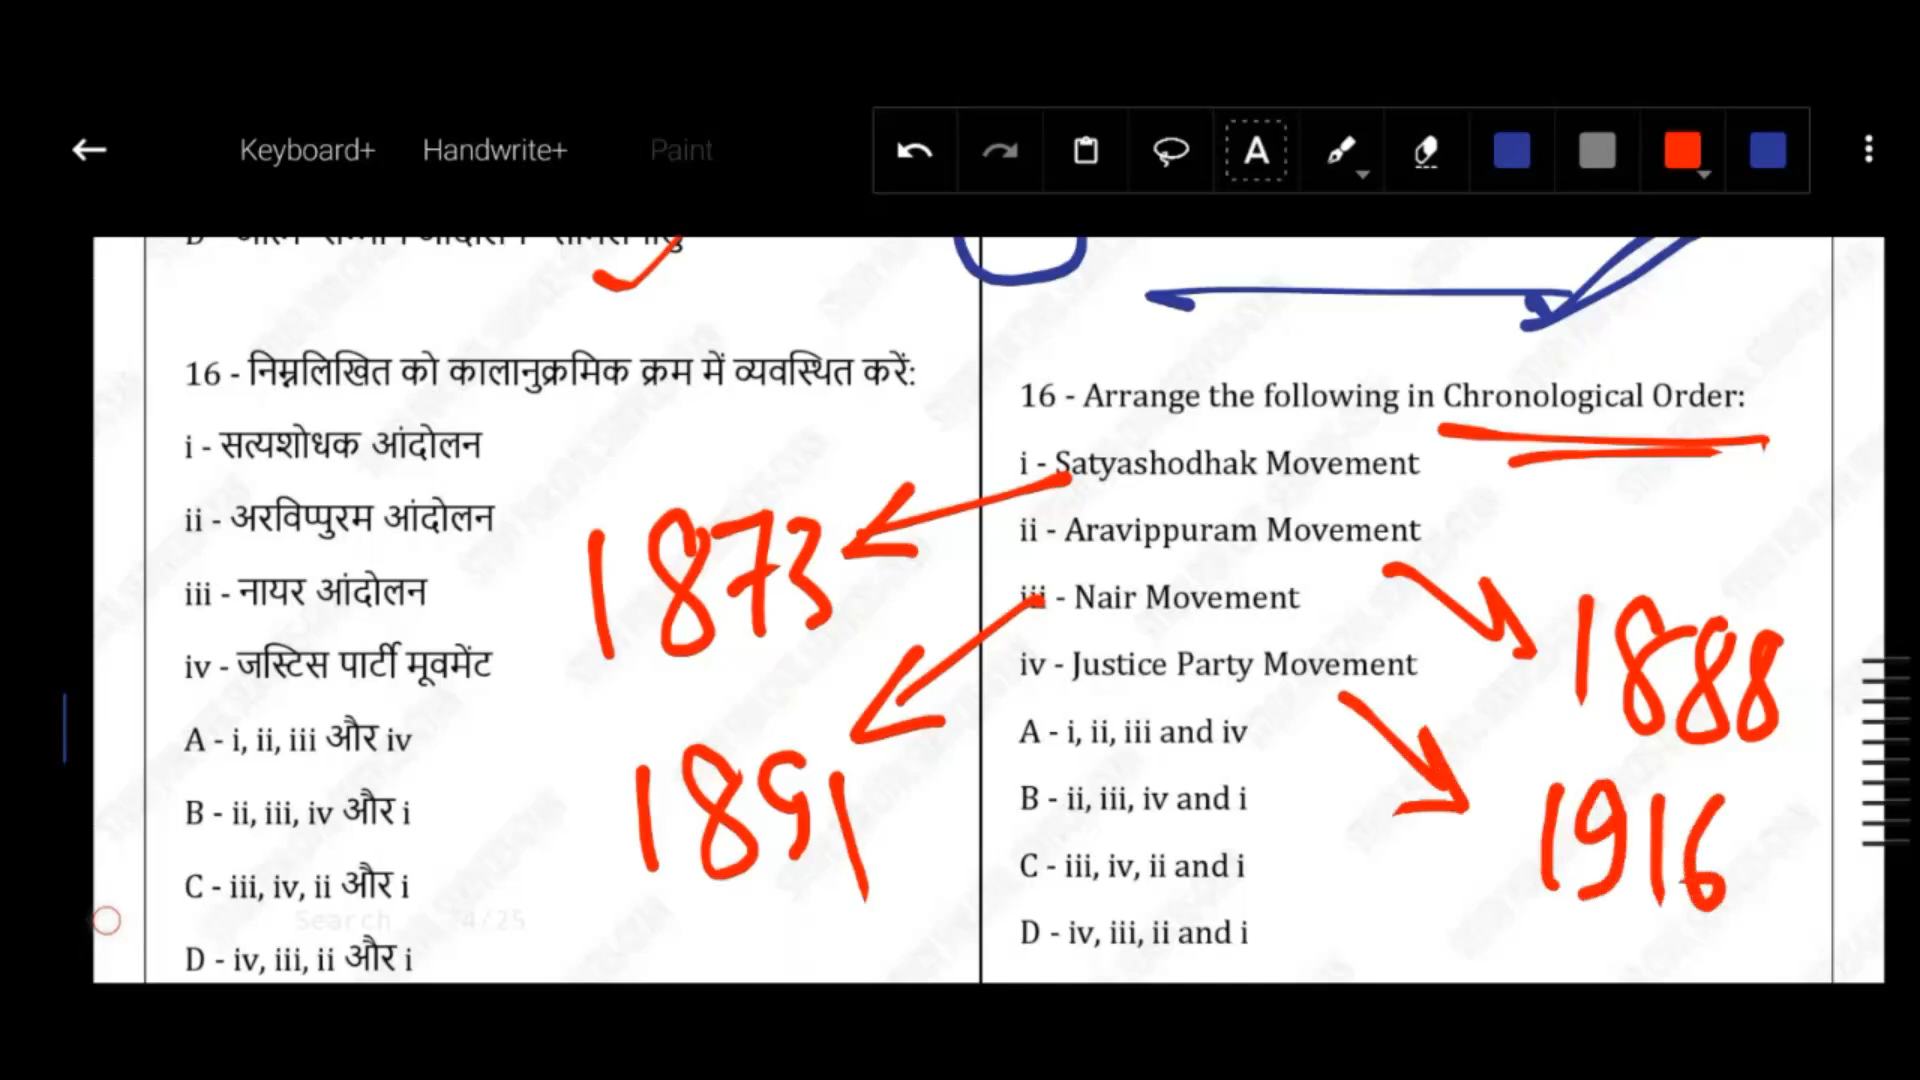 Keyboard+ Handwrite+ Paint
A
16 - निम्नलिखित को कालानुक्रमिक क्रम में व्यवस्थित करें:
i - सत्यशोधक आंदोलन
ii - अरविप्पुरम आंदोलन
iii - नायर आंदोलन
iv - जस्टिस पार्टी मूवमेंट
A - i, ii, iii और iv
B - ii, iii, iv और i
C - iii, iv, ii और i
Search 4/25
D - iv, iii, ii और i
1873
1891
16 - Arrange the following in Chronological Order:
i - Satyashodhak Movement
ii - Aravippuram Movement
iii - Nair Movement
iv - Justice Party Movement
A - i, ii, iii and iv
B - ii, iii, iv and i
C - iii, iv, ii and i
D - iv, iii, ii and i
1888
1916